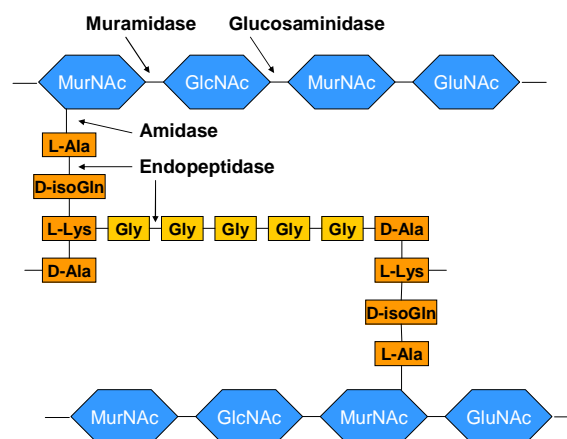 Muramidase Glucosaminidase
MurNAc GlcNAc MurNAc GluNAc
Amidase
L-Ala
Endopeptidase
D-isoGln
L-Lys Gly Gly Gly Gly Gly D-Ala
D-Ala L-Lys
D-isoGln
L-Ala
MurNAc GlcNAc MurNAc GluNAc